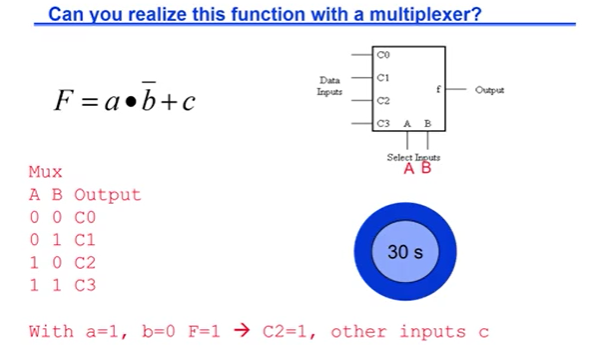 Can you realize this function with a multiplexer?
F = a • b̅ + c
C0
Data Inputs
C1
C2
C3 A B
f
Output
Select Inputs
A B
Mux
A B Output
0 0 C0
0 1 C1
1 0 C2
1 1 C3
30 s
With a=1, b=0 F=1 → C2=1, other inputs c